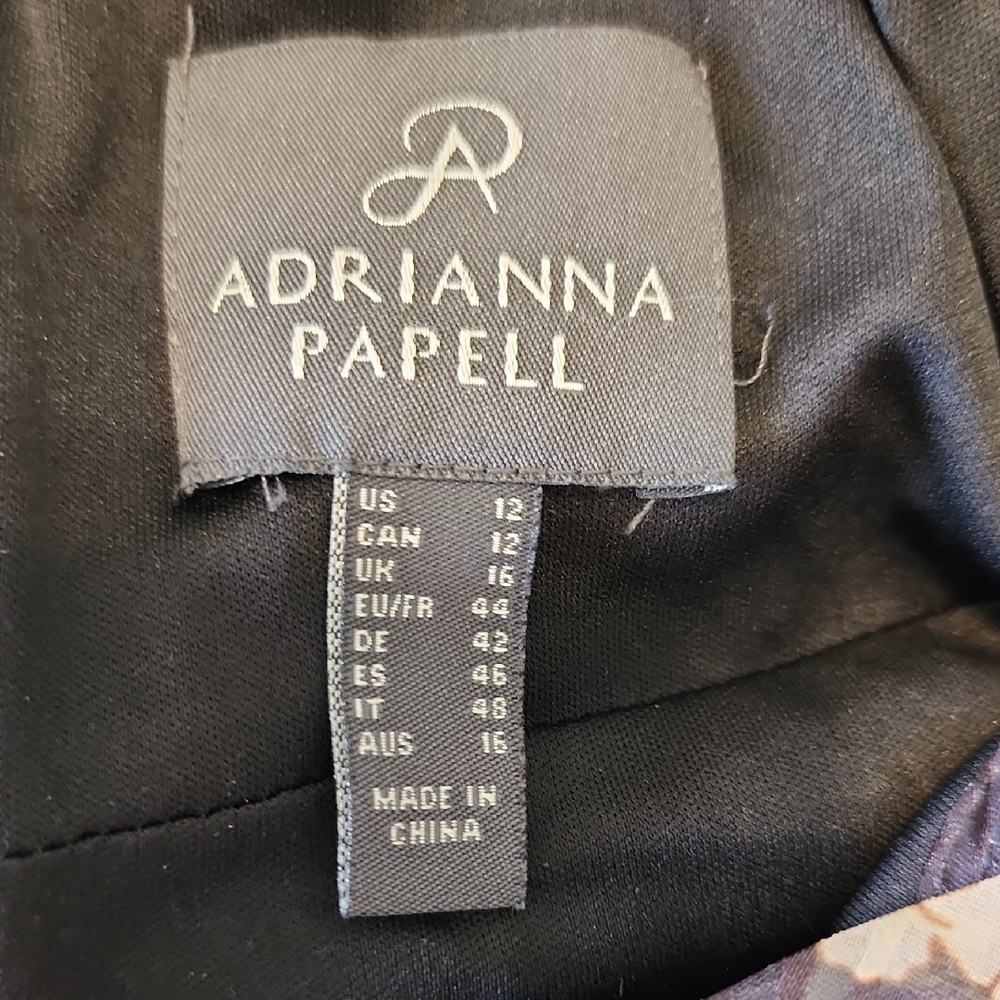 ADRIANNA
PAPELL
US 12
CAN 12
UK 16
EU/FR 44
DE 42
ES 46
IT 48
AUS 16
MADE IN
CHINA